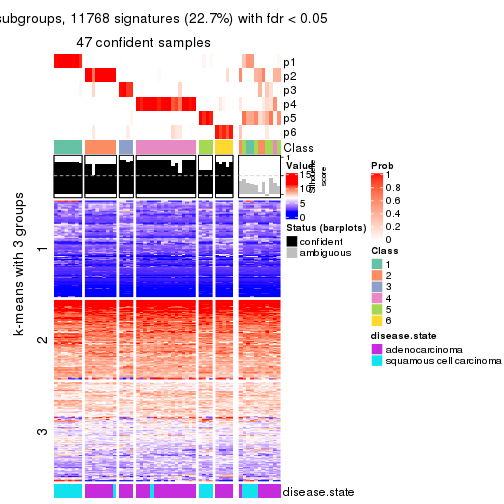 subgroups, 11768 signatures (22.7%) with fdr < 0.05
47 confident samples
p1
p2
p3
p4
p5
p6
Class
1
Silhouette
score
Value
15
10
5
0
Status (barplots)
confident
ambiguous
Prob
1
0.8
0.6
0.4
0.2
0
Class
1
2
3
4
5
6
disease.state
adenocarcinoma
squamous cell carcinoma
k-means with 3 groups
1
2
3
disease.state